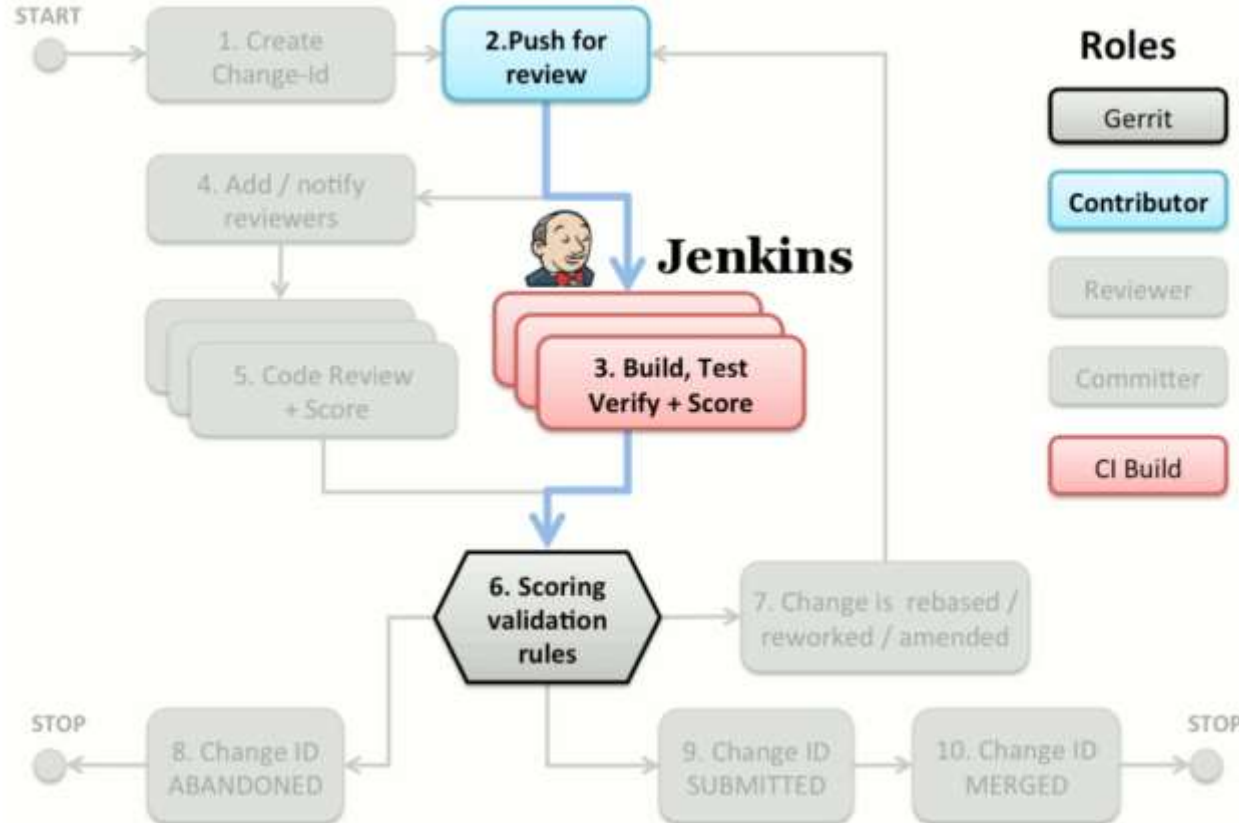 START
1. Create
Change-Id
2.Push for
review
Roles
Gerrit
Contributor
Reviewer
Committer
CI Build
4. Add / notify
reviewers
Jenkins
5. Code Review
+ Score
3. Build, Test
Verify + Score
6. Scoring
validation
rules
7. Change is rebased /
reworked / amended
STOP
8. Change ID
ABANDONED
9. Change ID
SUBMITTED
10. Change ID
MERGED
STOP